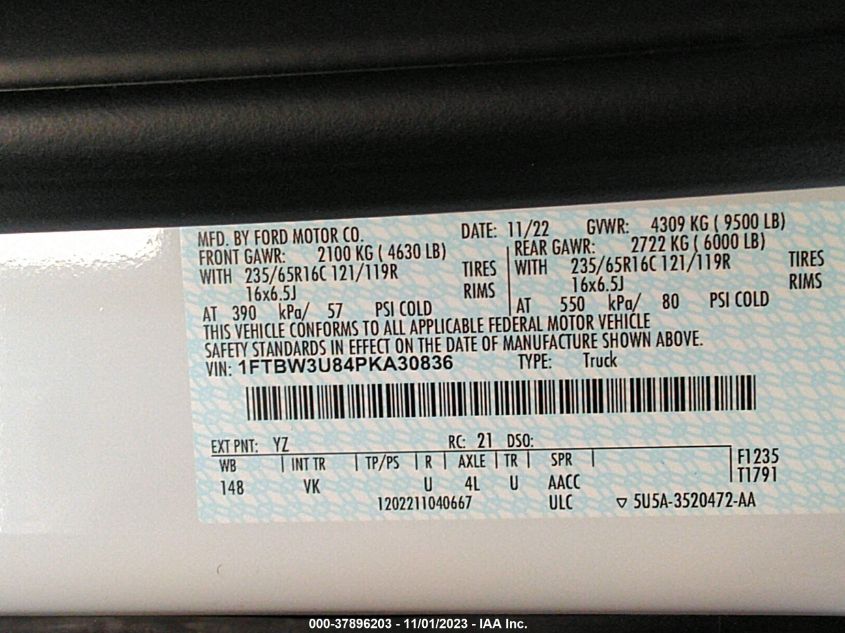 MFD. BY FORD MOTOR CO. DATE: 11/22 GVWR: 4309 KG ( 9500 LB)
FRONT GAWR: 2100 KG ( 4630 LB) REAR GAWR: 2722 KG ( 6000 LB)
WITH 235/65R16C 121/119R TIRES WITH 235/65R16C 121/119R TIRES
16x6.5J RIMS 16x6.5J RIMS
AT 390 kPa/ 57 PSI COLD AT 550 kPa/ 80 PSI COLD
THIS VEHICLE CONFORMS TO ALL APPLICABLE FEDERAL MOTOR VEHICLE
SAFETY STANDARDS IN EFFECT ON THE DATE OF MANUFACTURE SHOWN ABOVE.
VIN: 1FTBW3U84PKA30836 TYPE: Truck
EXT PNT: YZ RC: 21 DSO:
WB | INT TR | TP/PS | R | AXLE | TR | SPR | F1235
148 VK U 4L U AACC T1791
1202211040667 ULC ▽ 5U5A-3520472-AA
000-37896203 - 11/01/2023 - IAA Inc.